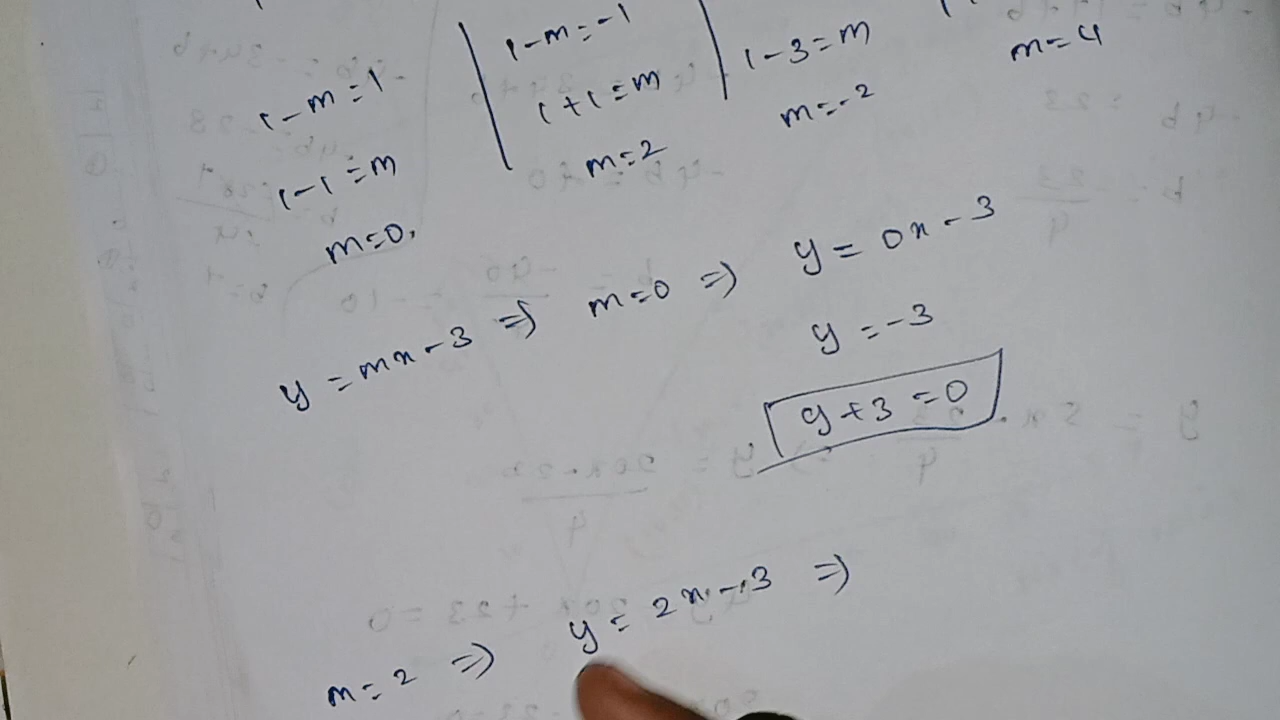 1-m=1
1-1=m
m=0,
1-m=-1
1+1=m
m=2
1-3=m
m=-2
m=4
y=mx-3 => m=0 => y=0x-3
y=-3
y+3=0
m=2 => y=2x-3 =>